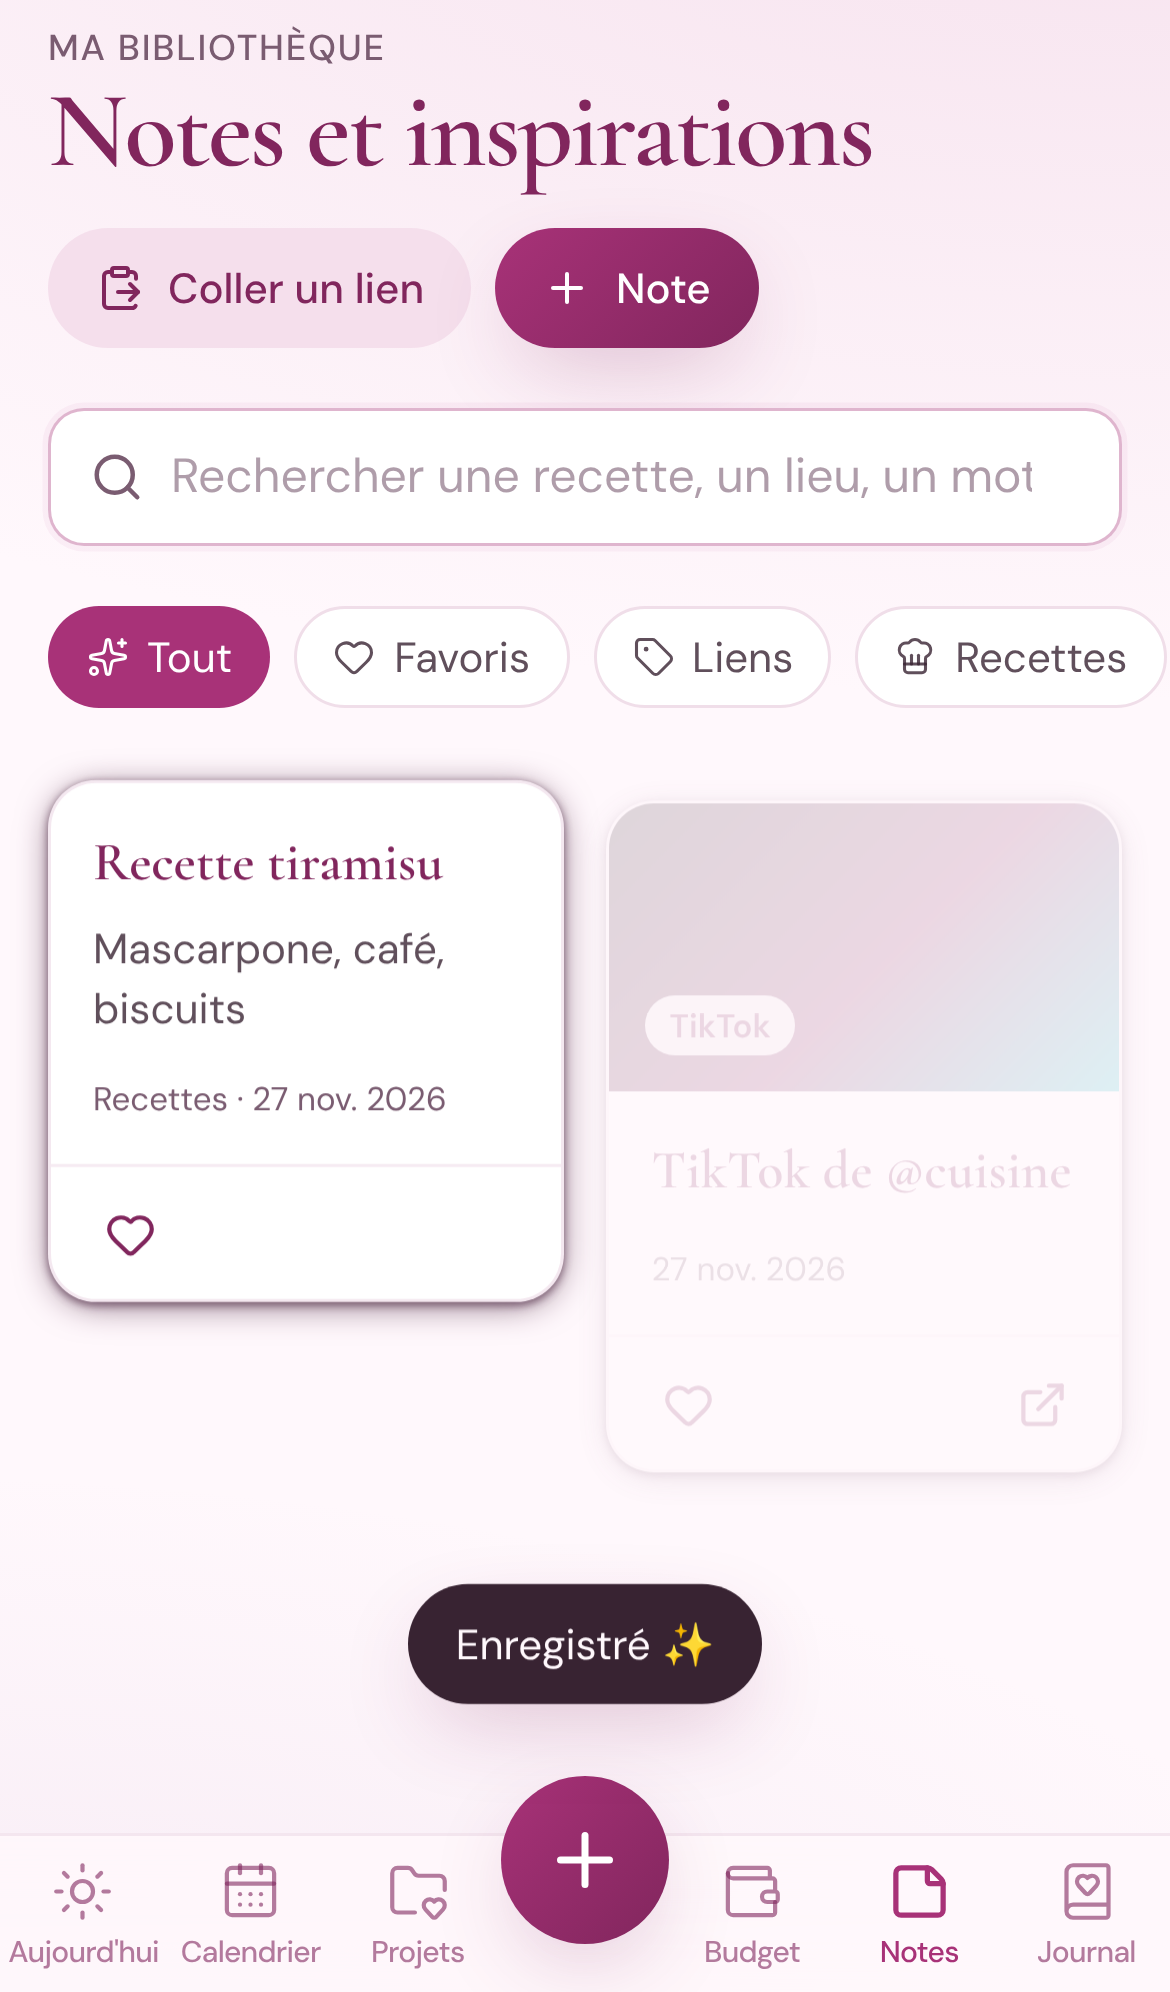 MA BIBLIOTHÈQUE
Notes et inspirations
Coller un lien
Note
Rechercher une recette, un lieu, un mot
Tout
Favoris
Liens
Recettes
Recette tiramisu
Mascarpone, café,
biscuits
Recettes · 27 nov. 2026
TikTok
TikTok de @cuisine
27 nov. 2026
Enregistré ✨
Aujourd'hui
Calendrier
Projets
Budget
Notes
Journal